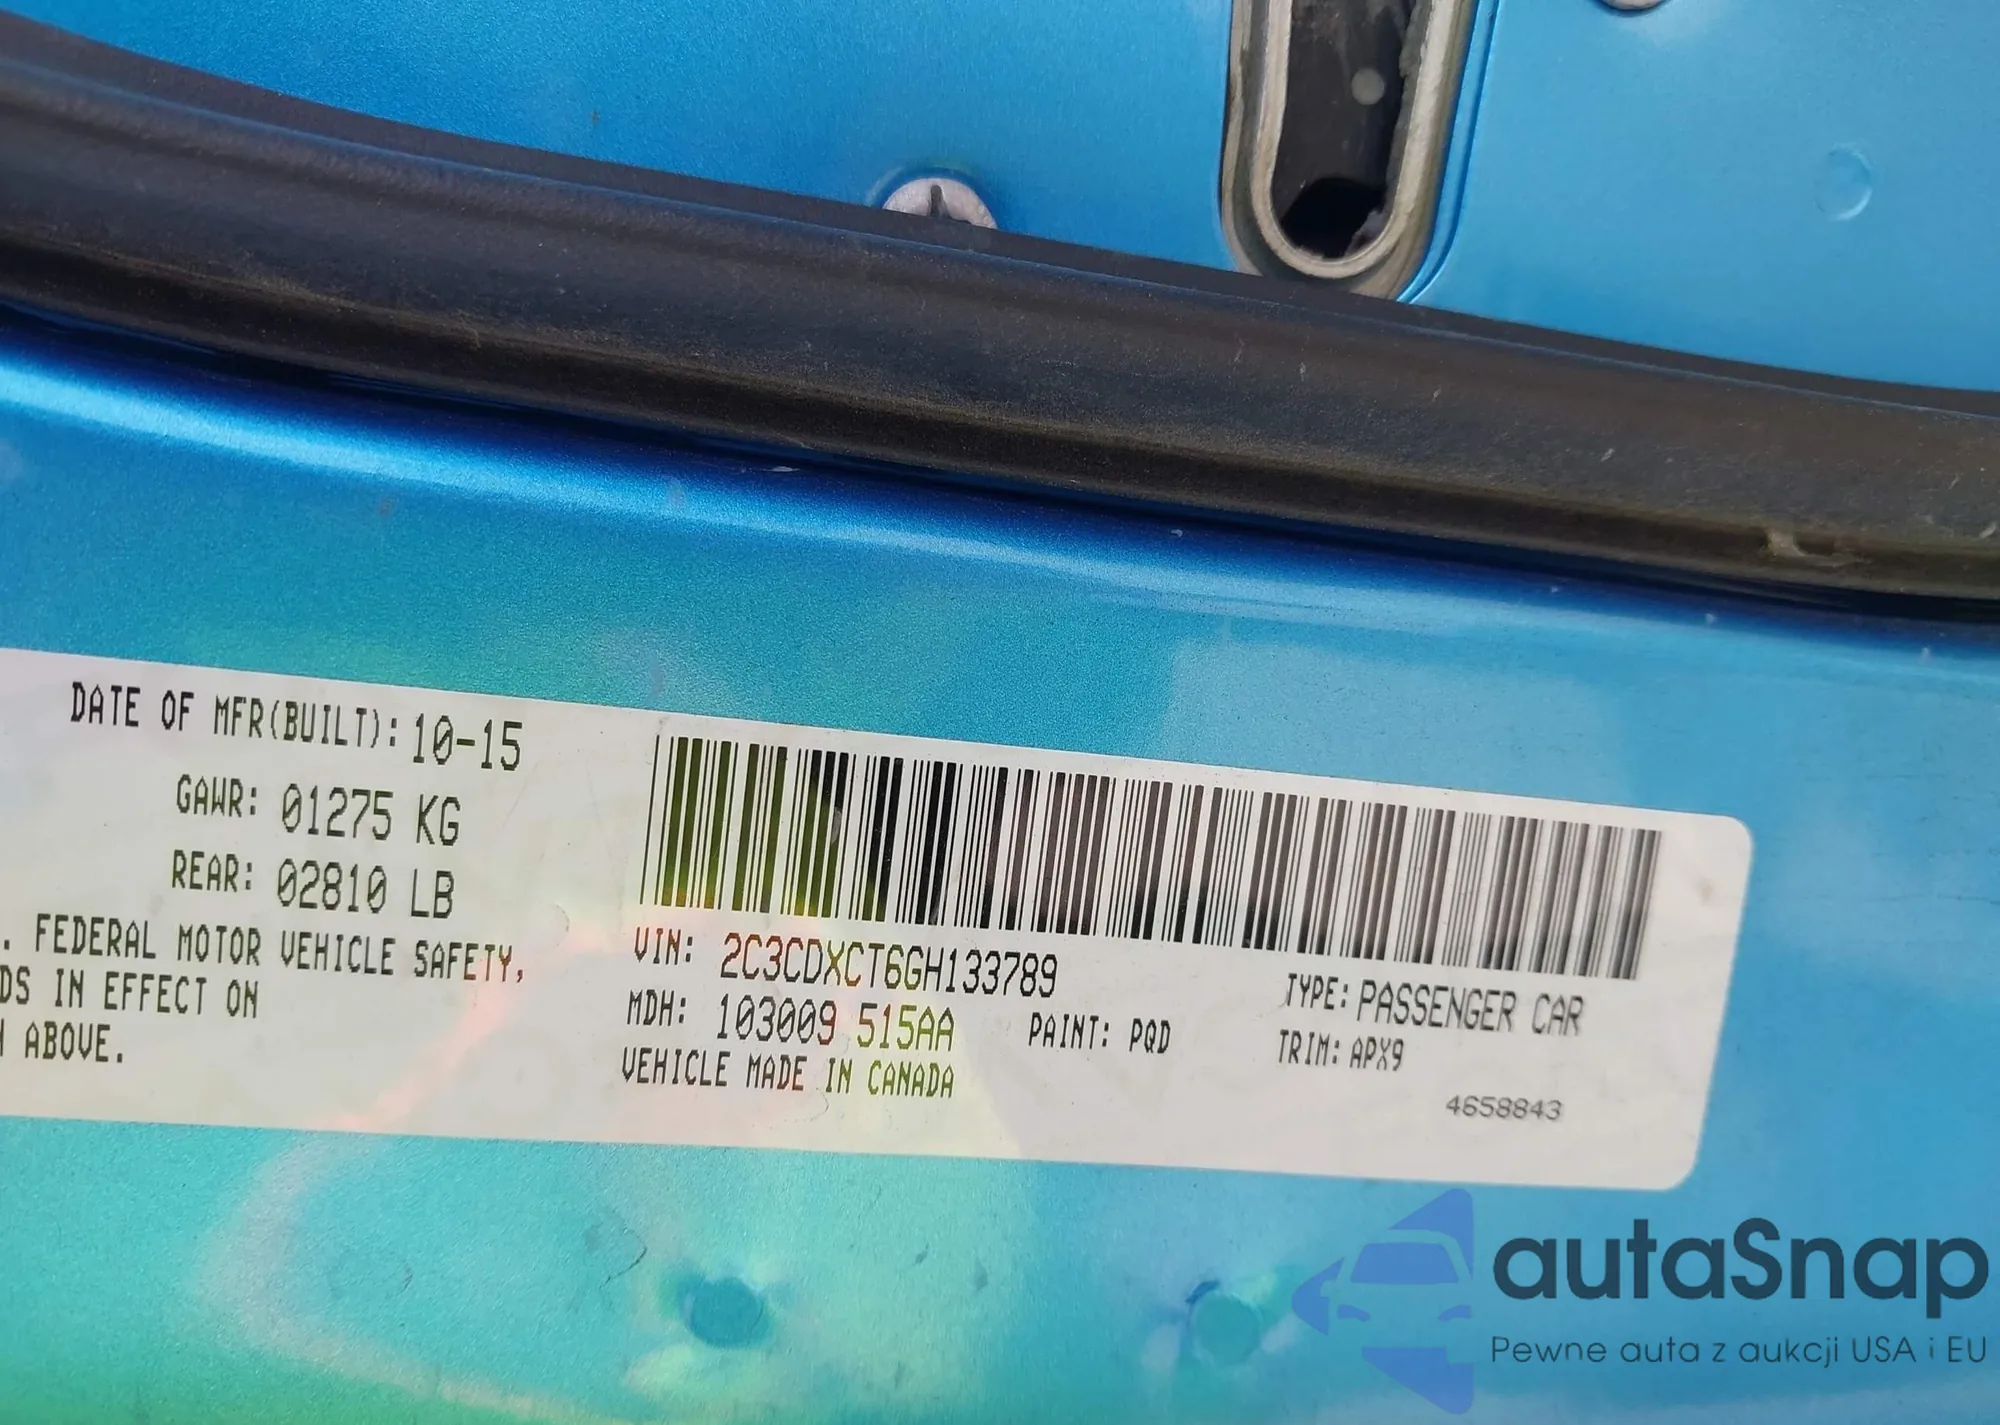 DATE OF MFR(BUILT): 10-15
GAWR: 01275 KG
REAR: 02810 LB
. FEDERAL MOTOR VEHICLE SAFETY,
DS IN EFFECT ON
ABOVE.
VIN: 2C3CDXCT6GH133789
MDH: 103009 515AA
PAINT: PQD
VEHICLE MADE IN CANADA
TYPE: PASSENGER CAR
TRIM: APX9
4658843
autaSnap
Pewne auta z aukcji USA i EU